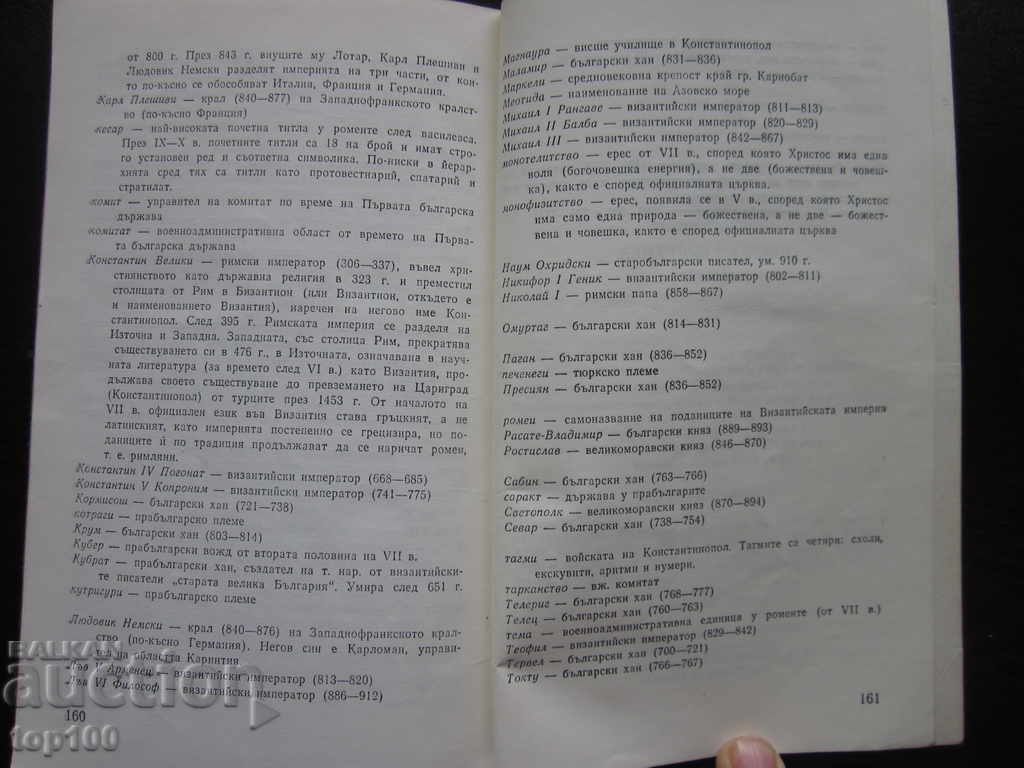 от 800 г. През 843 г. внуците му Лотар, Карл Плешиви и
Людовик Немски разделят империята на три части, от кои-
то по-късно се обособяват Италия, Франция и Германия.
Карл Плешиви — крал (840—877) на Западнофранкското кралс-
тво (по-късно Франция)
кесар — най-високата почетна титла у ромеите след василевса.
През IX—X в. почетните титли са 18 на брой и имат стро-
го установен ред и съответна символика. По-ниски в йерар-
хията сред тях са титли като протовестиарий, спатарий и
стратилат.
комит — управител на комитат по време на Първата българска
държава
комитат — военноадминистративна област от времето на Първа-
та българска държава
Константин Велики — римски император (306—337), въвел хри-
стиянството като държавна религия в 323 г. и преместил
столицата от Рим в Византион (или Византион, откъдето е
и наименованието Византия), наречен на негово име Кон-
стантинопол. След 395 г. Римската империя се разделя на
Източна и Западна. Западната, със столица Рим, прекратява
съществуването си в 476 г., в Източната, означавана в науч-
ната литература (за времето след VI в.) като Византия, про-
дължава своето съществуване до превземането на Цариград
(Константинопол) от турците през 1453 г. От началото на
VII в. официален език във Византия става гръцкият, а не
латинският, като империята постепенно се грецизира, но по-
даниците ѝ по традиция продължават да се наричат ромеи,
т. е. римляни.
Константин IV Погонат — византийски император (668—685)
Константин V Копроним — византийски император (741—775)
Кормисош — български хан (721—738)
котраги — прабългарско племе
Крум — български хан (803—814)
Кубер — прабългарски вожд от втората половина на VII в.
Кубрат — прабългарски хан, създател на т. нар. от византийски-
те писатели „старата велика България“. Умира след 651 г.
кутригури — прабългарско племе
Людовик Немски — крал (840—876) на Западнофранкското крал-
ство (по-късно Германия). Негов син е Карломан, управи-
тел на областта Каринтия.
Лъв V Арменец — византийски император (813—820)
Лъв VI Философ — византийски император (886—912)
160
Магнаура — висше училище в Константинопол
Маламир — български хан (831—836)
Маркели — средновековна крепост край гр. Карнобат
Меотида — наименование на Азовско море
Михаил I Рангаве — византийски император (811—813)
Михаил II Балба — византийски император (820—829)
Михаил III — византийски император (842—867)
монотелитство — ерес от VII в., според която Христос има една
воля (богочовешка енергия), а не две (божествена и човеш-
ка), както е според официалната църква.
монофизитство — ерес, появила се в V в., според която Христос
има само една природа — божествена, а не две — божест-
вена и човешка, както е според официалната църква
Наум Охридски — старобългарски писател, ум. 910 г.
Никифор I Геник — византийски император (802—811)
Николай I — римски папа (858—867)
Омуртаг — български хан (814—831)
Паган — български хан (836—852)
печенеги — тюркско племе
Пресиян — български хан (836—852)
ромеи — самоназвание на поданиците на Византийската империя
Расате-Владимир — български княз (889—893)
Ростислав — великоморавски княз (846—870)
Сабин — български хан (763—766)
саракт — държава у прабългарите
Светополк — великоморавски княз (870—894)
Севар — български хан (738—754)
тагми — войската на Константинопол. Тагмите са четири: схоли,
екскувити, аритми и нумери.
тарканство — вж. комитат
Телериг — български хан (768—777)
Телец — български хан (760—763)
тема — военноадминистративна единица у ромеите (от VII в.)
Теофил — византийски император (829—842)
Тервел — български хан (700—721)
Токту — български хан (766—767)
161
БАЛКАН
auction
top100